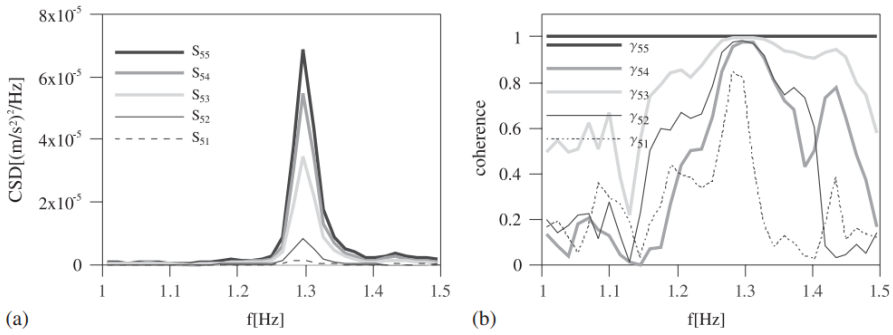 8x10⁻⁵
6x10⁻⁵
4x10⁻⁵
2x10⁻⁵
0
CSD[(m/s²)²/Hz]
S₅₅
S₅₄
S₅₃
S₅₂
S₅₁
1 1.1 1.2 1.3 1.4 1.5
f[Hz]
(a)
1
0.8
0.6
0.4
0.2
0
coherence
γ₅₅
γ₅₄
γ₅₃
γ₅₂
γ₅₁
1 1.1 1.2 1.3 1.4 1.5
f[Hz]
(b)